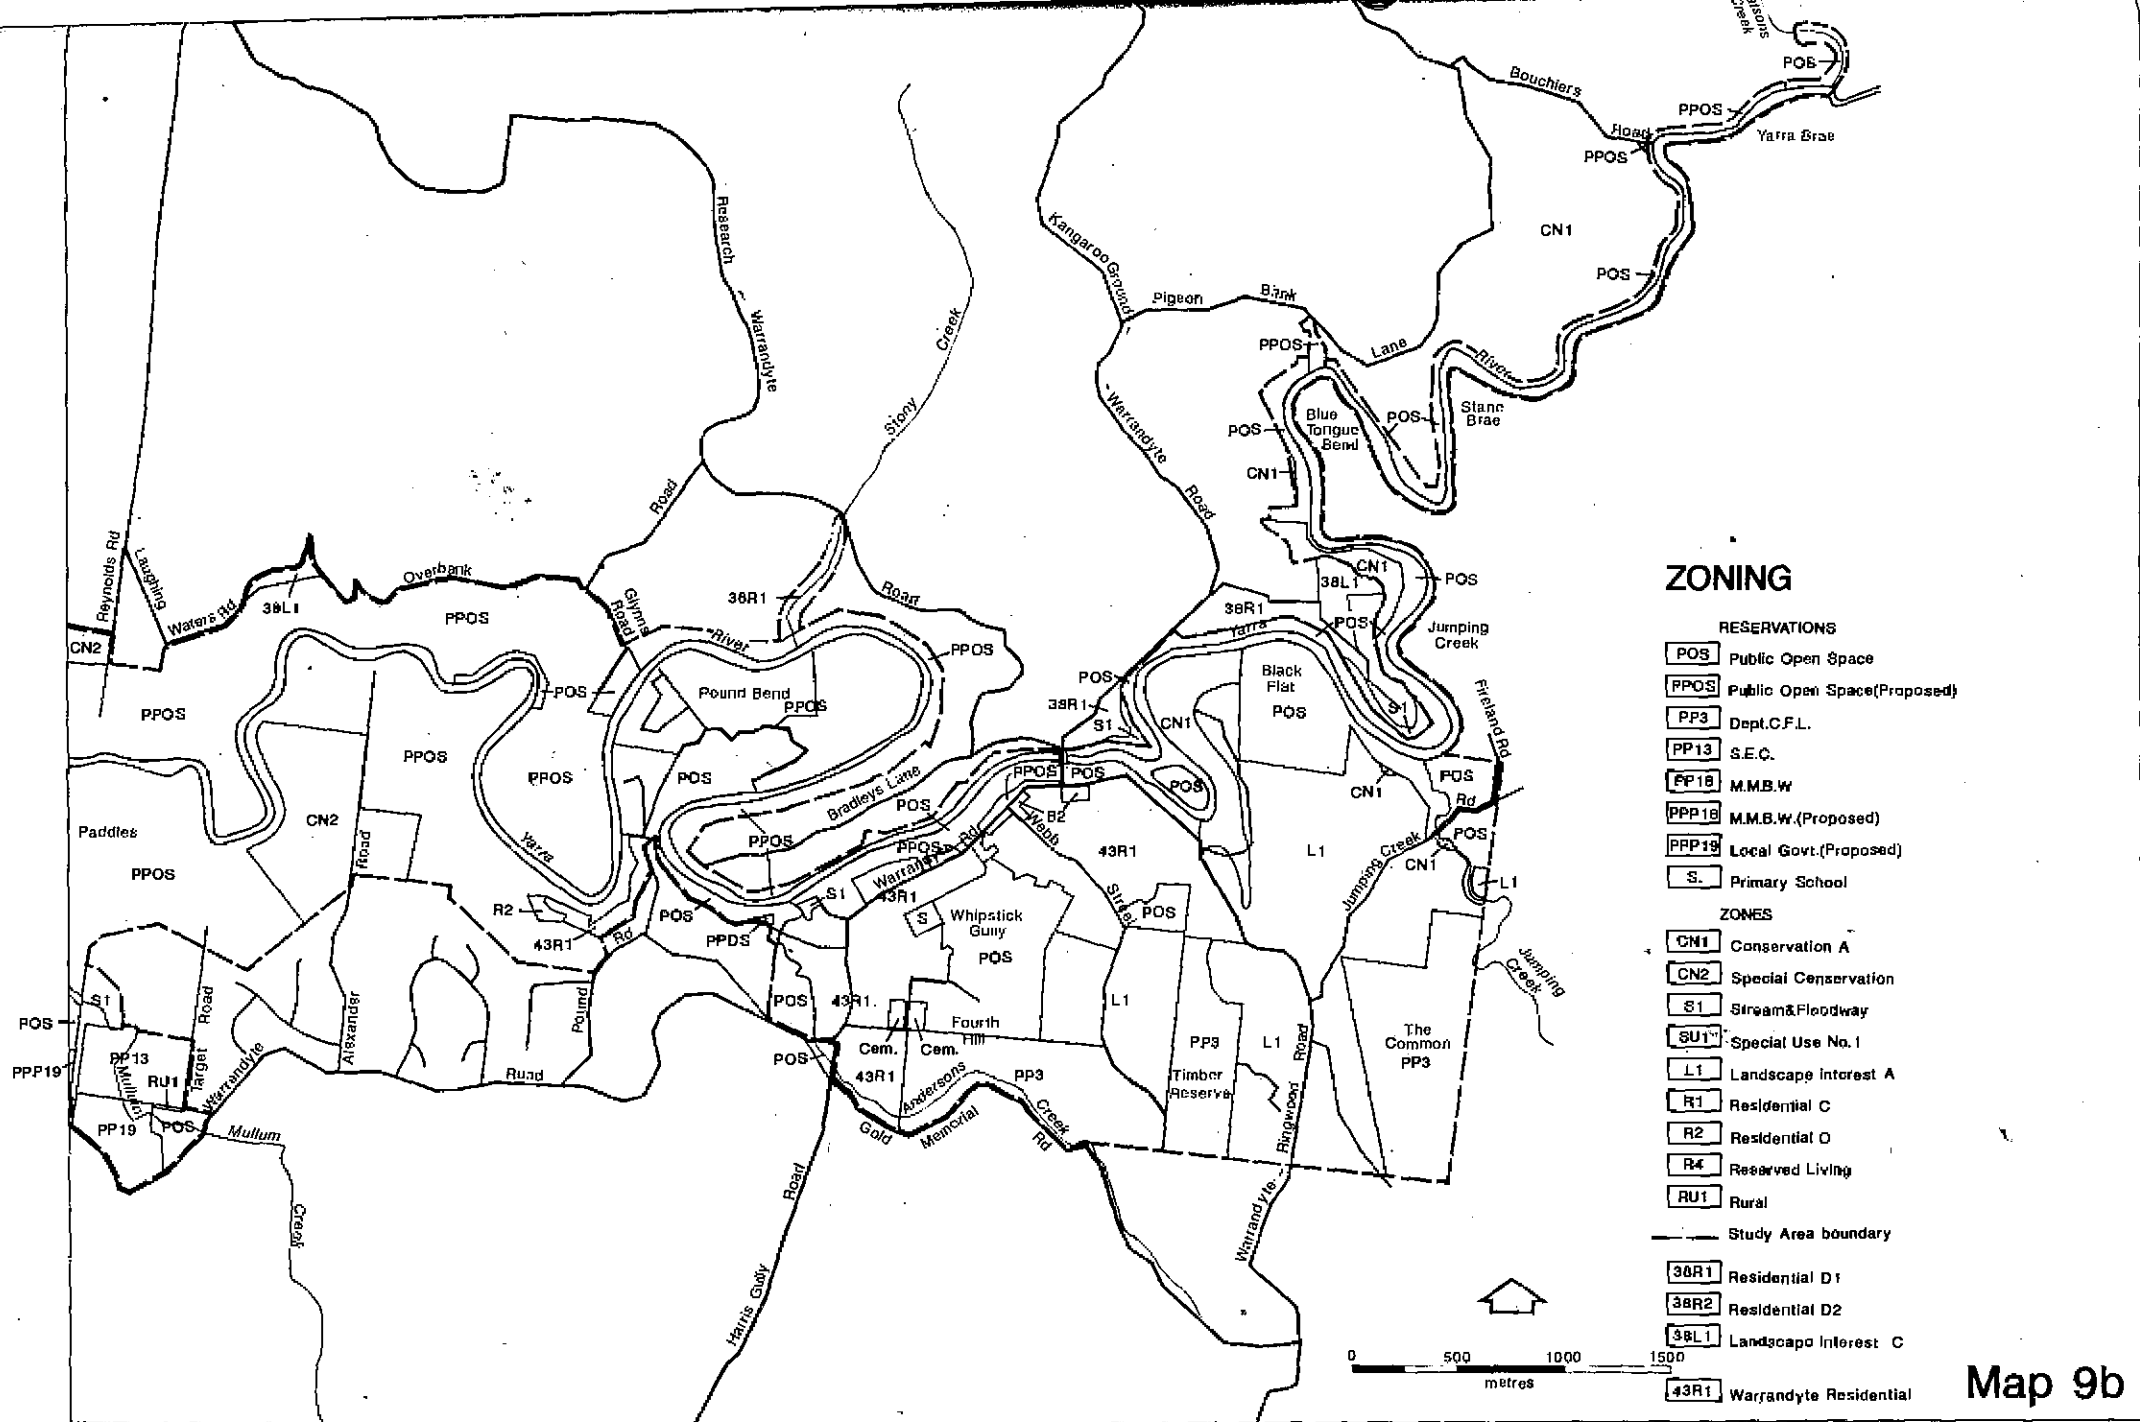 Creek
POS
Bouchiers
PPOS
Road
Yarra Brae
PPOS
Research
CN1
Kangaroo Ground
POS
Pigeon
Bank
Creek
Warrandyte
PPOS
Lane
River
Stony
Warrandyte
Blue
Tongue
Bend
POS
Stane
Brae
POS
CN1
Road
Road
Reynolds Rd
Laughing
Waters Rd
38L1
Overbank
PPOS
Glynns
Road
38R1
Road
River
CN1
38L1
POS
38R1
Yarra
POS
Jumping
Creek
CN2
PPOS
POS
Pound Bend
PPOS
PPOS
POS
38R1
S1
CN1
Black
Flat
POS
S1
Fireland Rd
PPOS
PPOS
PPOS
POS
Bradleys Lane
PPOS
POS
POS
POS
POS
CN1
Rd
POS
B2
Paddles
CN2
Road
Yarra
PPOS
PPOS
Warrandyte Rd
Webb
Street
43R1
L1
Jumping Creek
CN1
L1
PPOS
R2
43R1
Rd
POS
PPOS
S1
43R1
S
Whipstick
Gully
POS
POS
Jumping
Creek
S1
POS
Road
Target
Alexander
Pound
POS
43R1
Cem.
Cem.
Fourth
Hill
L1
PP3
Timber
Reserve
L1
Road
The
Common
PP3
PP13
PPP19
RU1
Mullum
Warrandyte
Road
POS
43R1
Andersons
Creek
PP3
PP19
POS
Mullum
Creek
Gold
Memorial
Rd
Ringwood
Warrandyte
Road
Harris Gully
ZONING
RESERVATIONS
POS Public Open Space
PPOS Public Open Space(Proposed)
PP3 Dept.C.F.L.
PP13 S.E.C.
PP18 M.M.B.W
PPP18 M.M.B.W.(Proposed)
PPP19 Local Govt.(Proposed)
S. Primary School
ZONES
CN1 Conservation A
CN2 Special Conservation
S1 Stream&Floodway
SU1 Special Use No.1
L1 Landscape interest A
R1 Residential C
R2 Residential D
R4 Reserved Living
RU1 Rural
Study Area boundary
38R1 Residential D1
38R2 Residential D2
38L1 Landscape Interest C
43R1 Warrandyte Residential
0 500 1000 1500
metres
Map 9b